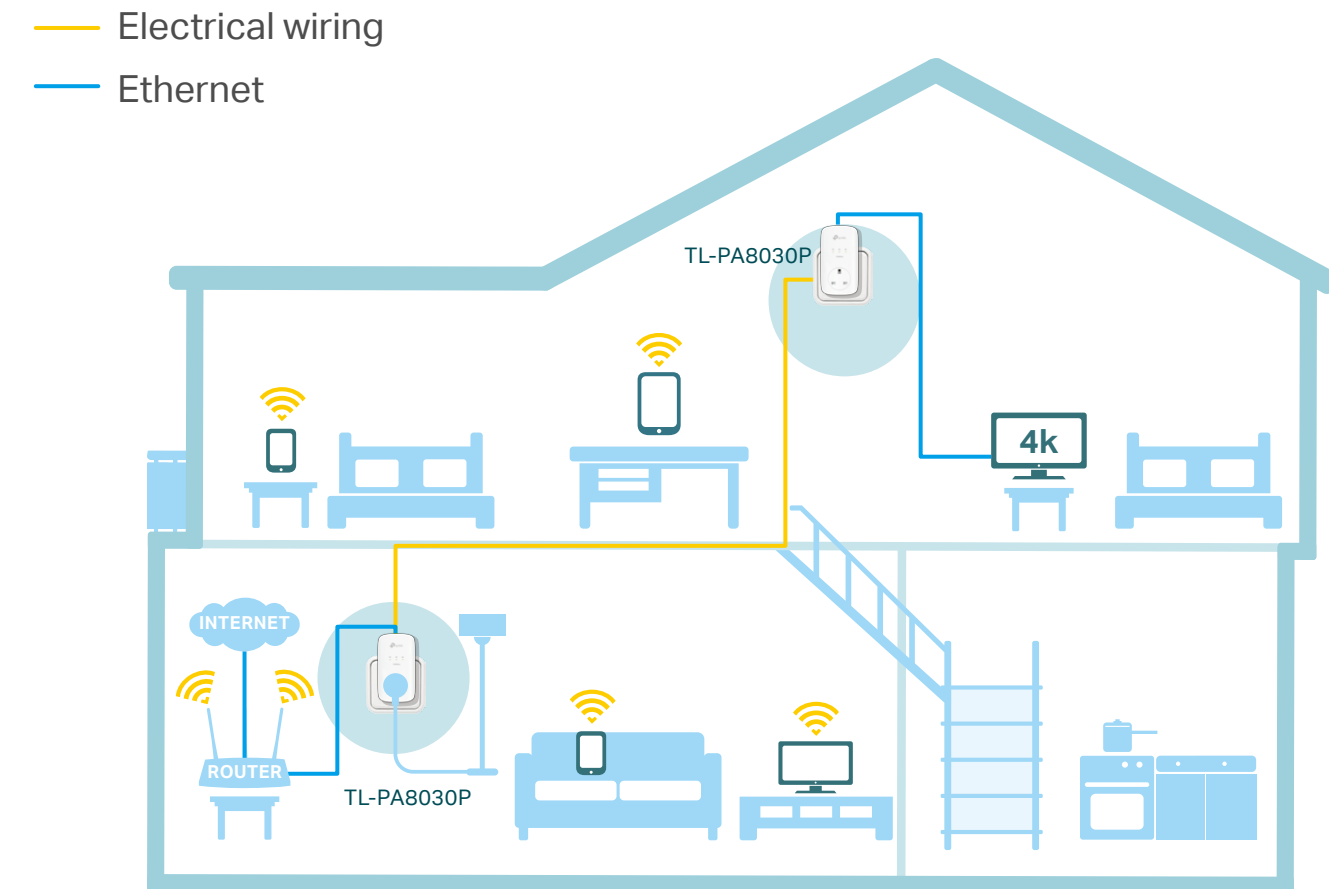 Electrical wiring
Ethernet
TL-PA8030P
4k
INTERNET
ROUTER
TL-PA8030P